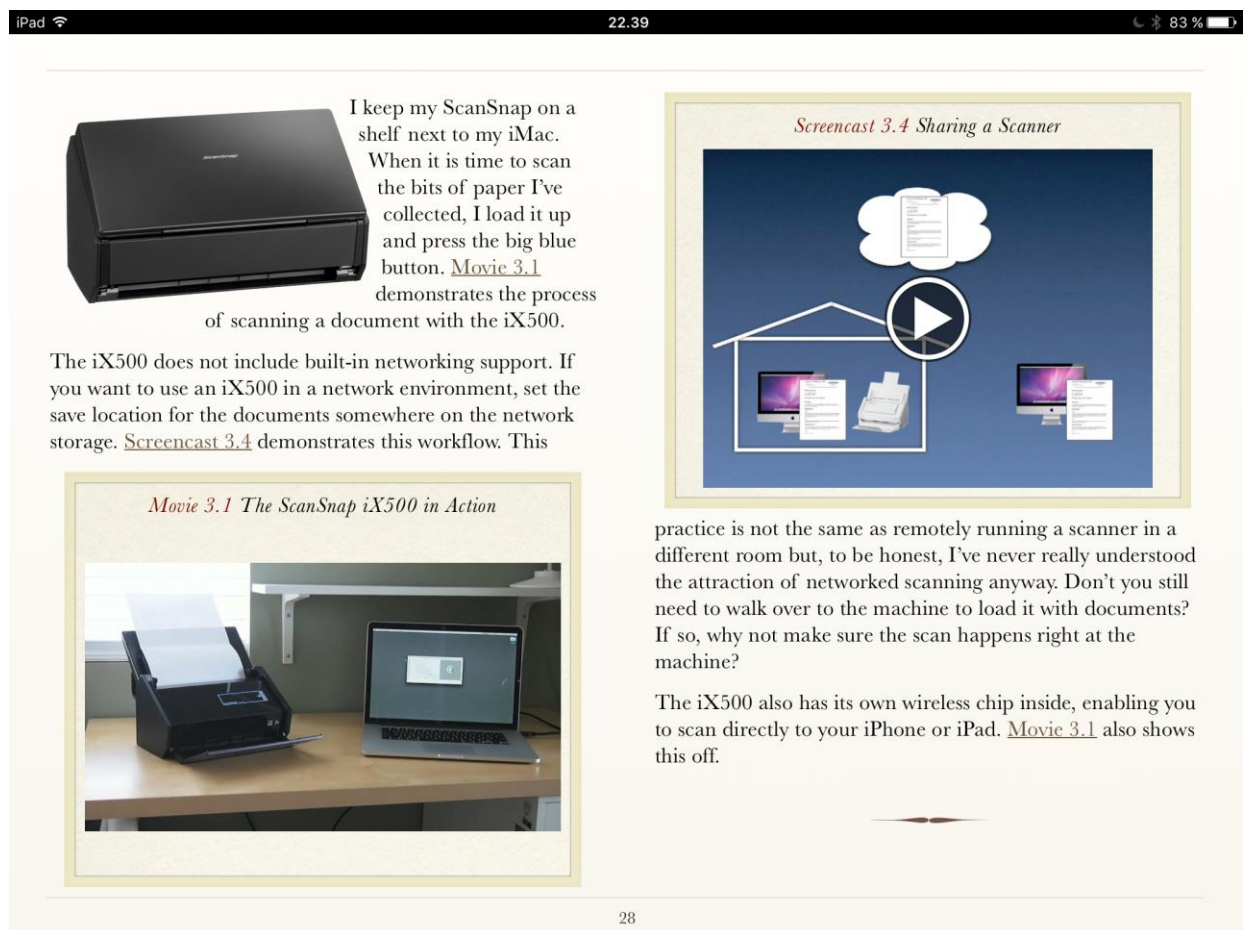 iPad
22.39
83 %
ScanSnap
I keep my ScanSnap on a
shelf next to my iMac.
When it is time to scan
the bits of paper I've
collected, I load it up
and press the big blue
button. Movie 3.1
demonstrates the process
of scanning a document with the iX500.
The iX500 does not include built-in networking support. If
you want to use an iX500 in a network environment, set the
save location for the documents somewhere on the network
storage. Screencast 3.4 demonstrates this workflow. This
Movie 3.1 The ScanSnap iX500 in Action
Screencast 3.4 Sharing a Scanner
practice is not the same as remotely running a scanner in a
different room but, to be honest, I've never really understood
the attraction of networked scanning anyway. Don't you still
need to walk over to the machine to load it with documents?
If so, why not make sure the scan happens right at the
machine?
The iX500 also has its own wireless chip inside, enabling you
to scan directly to your iPhone or iPad. Movie 3.1 also shows
this off.
28